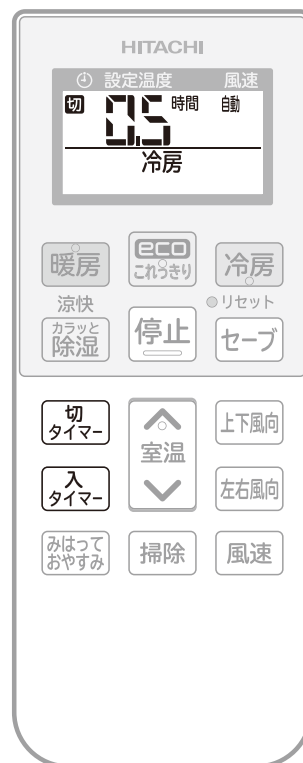 HITACHI
設定温度 風速
切 0.5 時間 自動
冷房
暖房 eco これっきり 冷房
涼快 リセット
カラッと除湿 停止 セーブ
切タイマー 室温 上下風向
入タイマー 左右風向
みはっておやすみ 掃除 風速